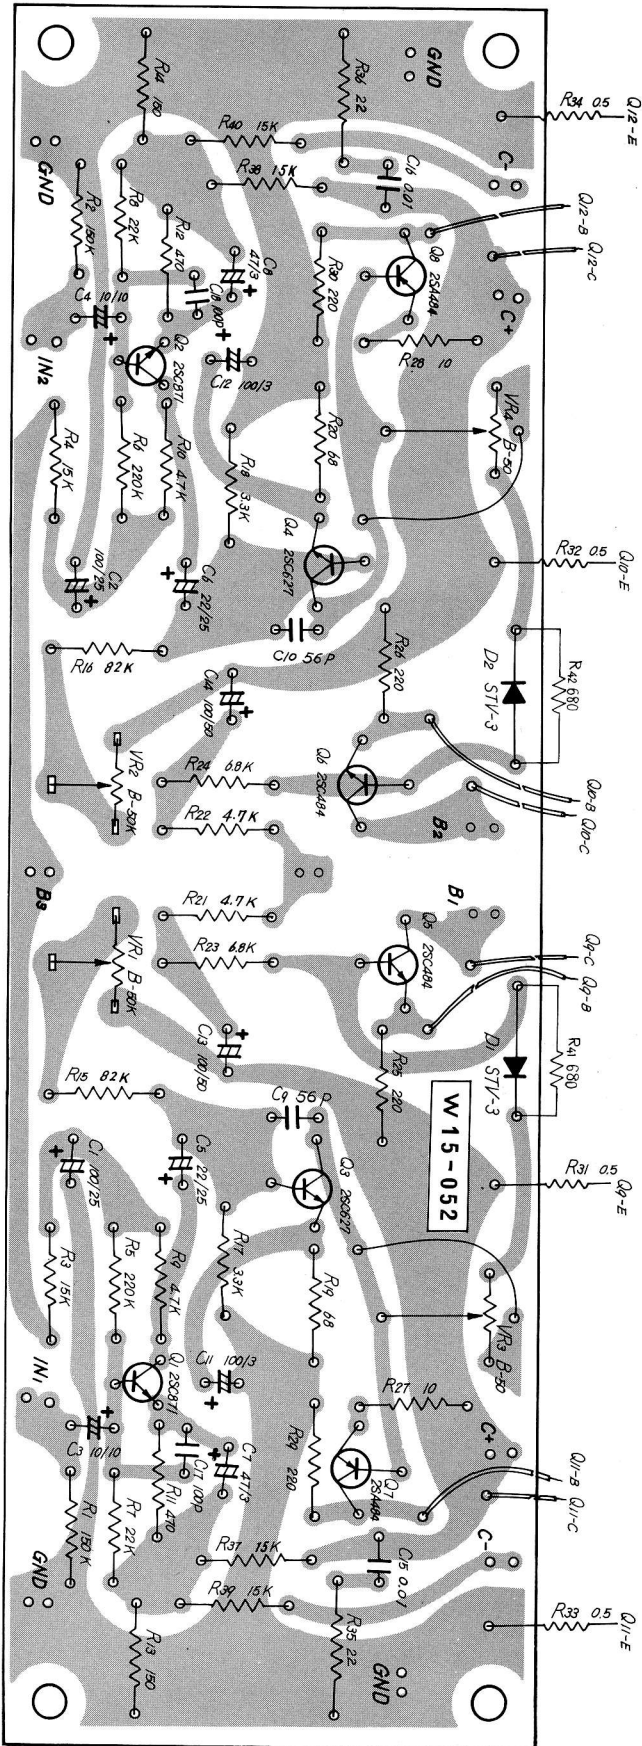 Q12-E
R34 0.5
GND
R36 22
R44 150
R40 15K
C-
GND
R38 15K
C16 0.01
Q12-B
R2 150K
R8 22K
R12 470
C8 47/3
+
Q8 2SA484
Q12-C
R30 220
C18 100P
C+
C4 10/10
+
+
IN2
Q2 2SC871
C12 100/3
R28 10
VR4 B-50
R4 15K
R6 220K
R10 4.7K
R18 3.3K
R20 68
Q4 2SC627
R32 0.5
Q10-E
C2 100/25
+
C6 22/25
+
C10 56P
R26 220
R16 82K
D2 STV-3
R42 680
C14 100/50
+
VR2 B-50K
R24 6.8K
Q6 2SC484
Q10-B
R22 4.7K
B2
Q10-C
B3
B1
R21 4.7K
Q5 2SC484
VR1 B-50K
R23 6.8K
Q9-C
Q9-B
+
C13 100/50
R25 220
D1 STV-3
R41 680
R15 82K
C9 56P
W15-052
C1 100/25
+
C5 22/25
+
Q3 2SC627
R31 0.5
Q9-E
R3 15K
R5 220K
R9 4.7K
R17 3.3K
R19 68
VR3 B-50
IN1
Q1 2SC871
C11 100/3
+
R27 10
C3 10/10
+
C+
R29 220
Q7 2SA484
Q11-B
C7 47/3
+
C17 100P
R11 470
Q11-C
R1 150K
R7 22K
R37 15K
C15 0.01
C-
GND
R39 15K
R33 0.5
Q11-E
R13 150
R35 22
GND